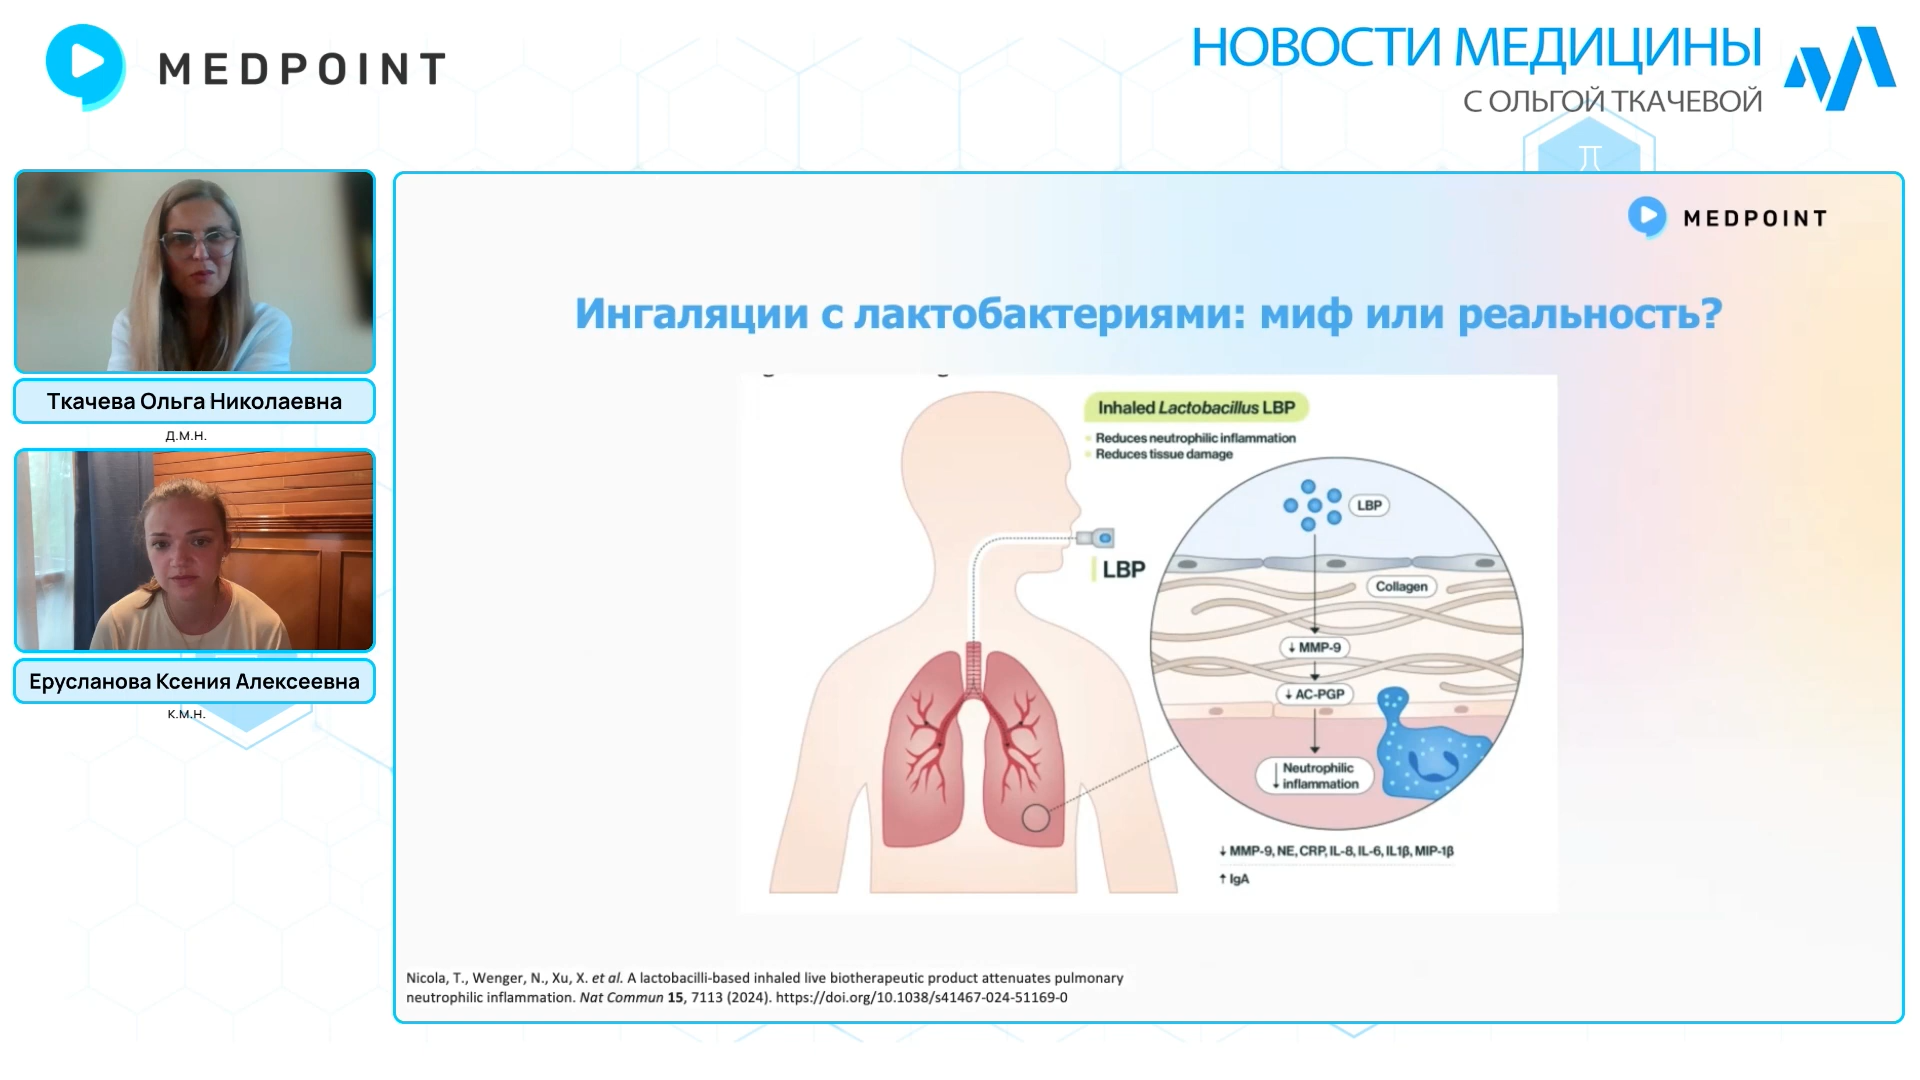 MEDPOINT
НОВОСТИ МЕДИЦИНЫ
С ОЛЬГОЙ ТКАЧЕВОЙ
Ткачева Ольга Николаевна
д.м.н.
Ерусланова Ксения Алексеевна
к.м.н.
MEDPOINT
Ингаляции с лактобактериями: миф или реальность?
Inhaled Lactobacillus LBP
Reduces neutrophilic inflammation
Reduces tissue damage
LBP
LBP
Collagen
↓ MMP-9
↓ AC-PGP
↓ Neutrophilic
inflammation
↓ MMP-9, NE, CRP, IL-8, IL-6, IL1β, MIP-1β
↑ IgA
Nicola, T., Wenger, N., Xu, X. et al. A lactobacilli-based inhaled live biotherapeutic product attenuates pulmonary
neutrophilic inflammation. Nat Commun 15, 7113 (2024). https://doi.org/10.1038/s41467-024-51169-0